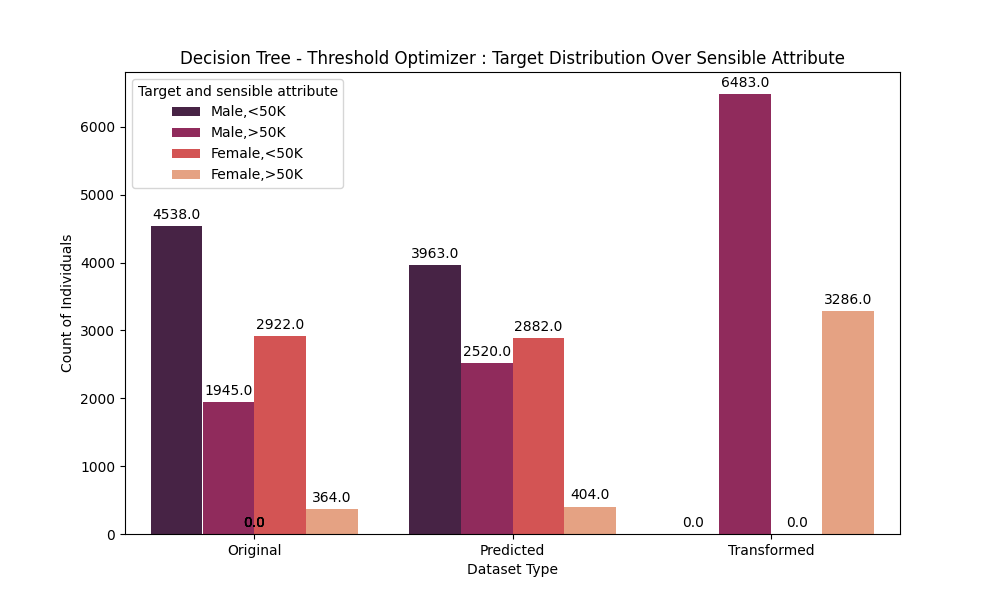 Decision Tree - Threshold Optimizer : Target Distribution Over Sensible Attribute
Target and sensible attribute
Male,<50K
Male,>50K
Female,<50K
Female,>50K
Count of Individuals
6000
5000
4000
3000
2000
1000
0
4538.0
1945.0
2922.0
364.0
0.0
3963.0
2520.0
2882.0
404.0
0.0
6483.0
0.0
3286.0
Original
Predicted
Transformed
Dataset Type